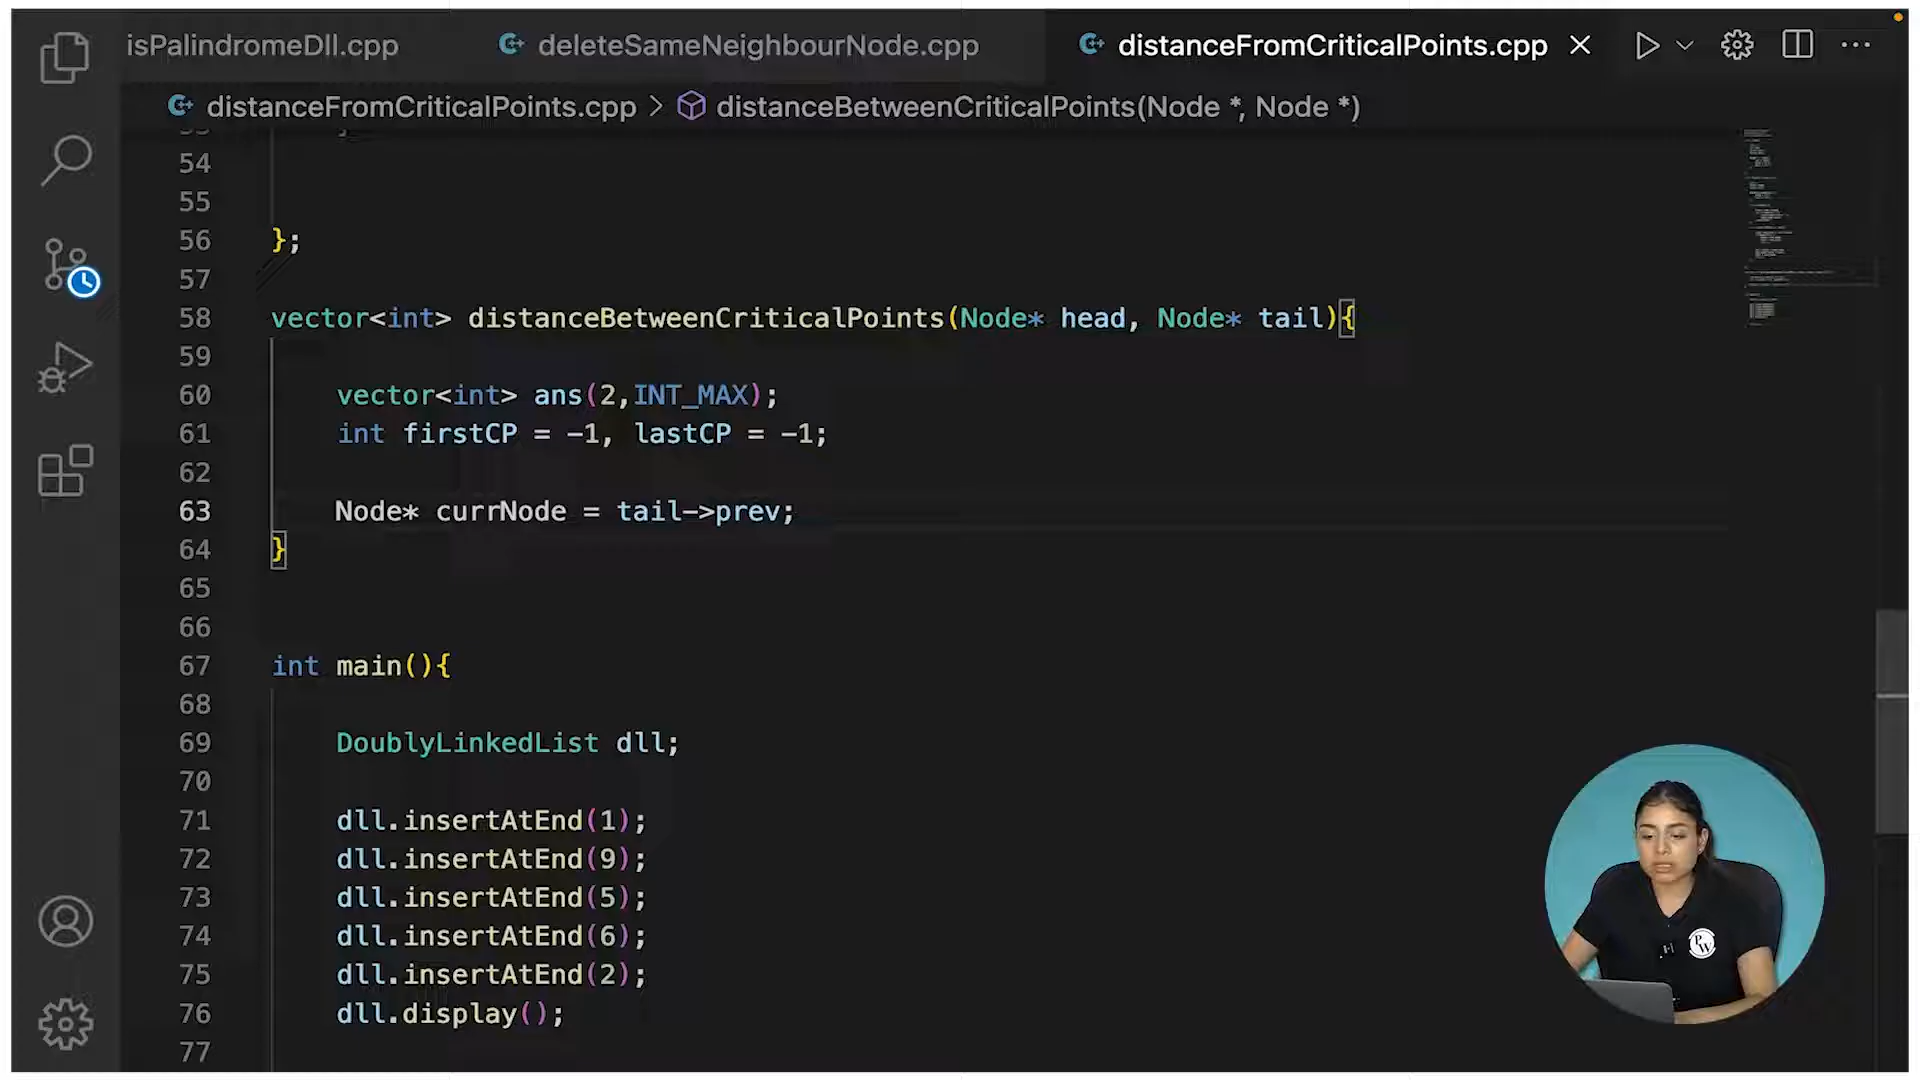 isPalindromeDll.cpp deleteSameNeighbourNode.cpp distanceFromCriticalPoints.cpp
distanceFromCriticalPoints.cpp > distanceBetweenCriticalPoints(Node *, Node *)
54
55
56 };
57
58 vector<int> distanceBetweenCriticalPoints(Node* head, Node* tail){
59
60 vector<int> ans(2,INT_MAX);
61 int firstCP = -1, lastCP = -1;
62
63 Node* currNode = tail->prev;
64 }
65
66
67 int main(){
68
69 DoublyLinkedList dll;
70
71 dll.insertAtEnd(1);
72 dll.insertAtEnd(9);
73 dll.insertAtEnd(5);
74 dll.insertAtEnd(6);
75 dll.insertAtEnd(2);
76 dll.display();
77
PW